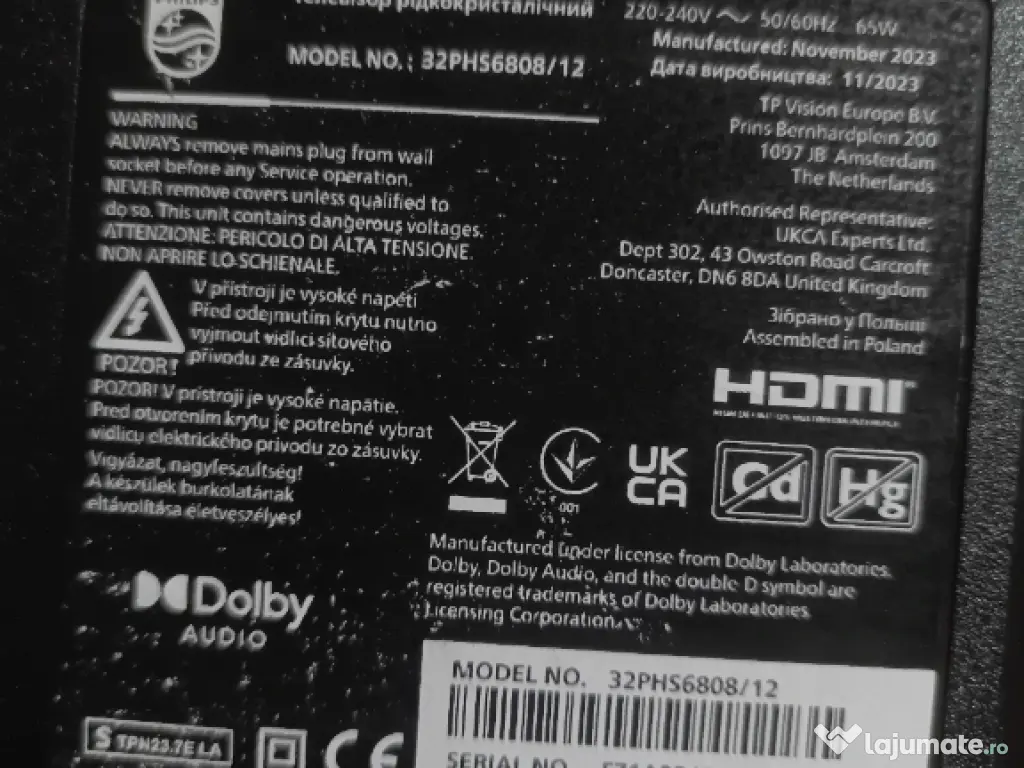 PHILIPS
Телевізор рідкокристалічний
MODEL NO.: 32PHS6808/12
220-240V ~ 50/60Hz 65W
Manufactured: November 2023
Дата виробництва: 11/2023
TP Vision Europe B.V.
Prins Bernhardplein 200
1097 JB Amsterdam
The Netherlands
Authorised Representative:
UKCA Experts Ltd.
Dept 302, 43 Owston Road Carcroft
Doncaster, DN6 8DA United Kingdom
Зібрано у Польщі
Assembled in Poland
WARNING
ALWAYS remove mains plug from wall
socket before any Service operation.
NEVER remove covers unless qualified to
do so. This unit contains dangerous voltages.
ATTENZIONE: PERICOLO DI ALTA TENSIONE.
NON APRIRE LO SCHIENALE.
V přístroji je vysoké napětí
Před odejmutím krytu nutno
vyjmout vidlici síťového
přívodu ze zásuvky.
POZOR!
POZOR! V prístroji je vysoké napätie.
Pred otvorením krytu je potrebné vybrat
vidlicu elektrického prívodu zo zásuvky.
Vigyázat, nagyleszültség!
A készülek burkolatának
eltávolítása életveszélyes!
HDMI
001
UK
CA
Cd
Hg
Manufactured under license from Dolby Laboratories.
Dolby, Dolby Audio, and the double D symbol are
registered trademarks of Dolby Laboratories
Licensing Corporation.
Dolby
AUDIO
S TPN23.7E LA
CE
MODEL NO. 32PHS6808/12
SERIAL NO.
lajumate.ro